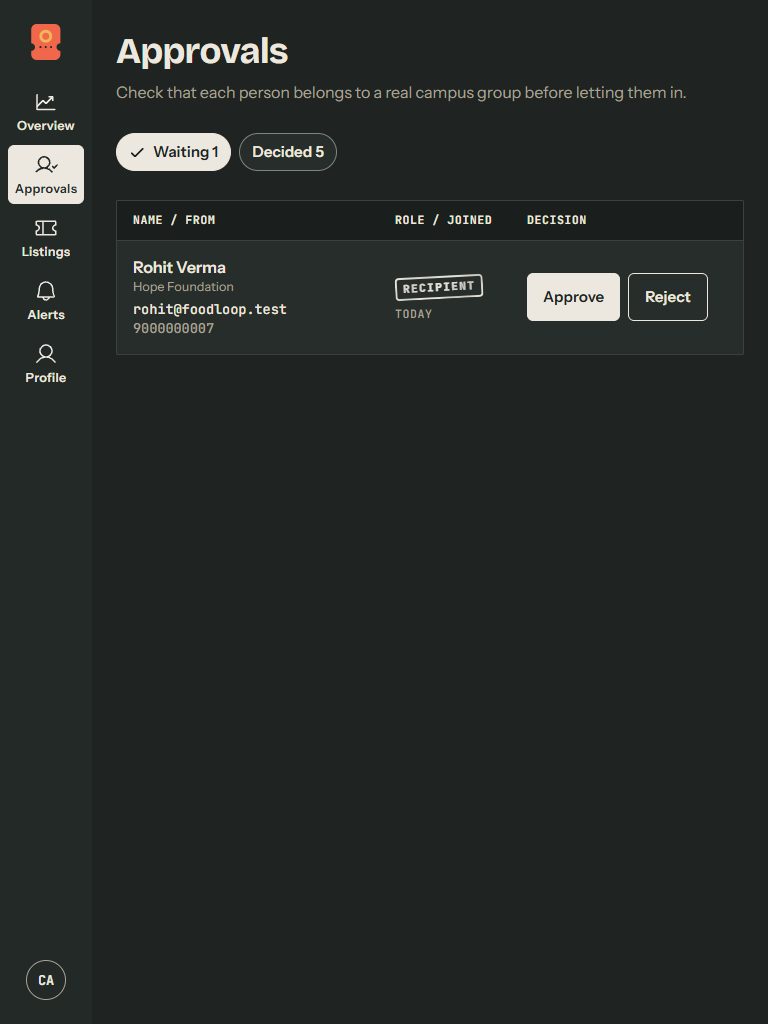 Approvals
Check that each person belongs to a real campus group before letting them in.
Overview
Approvals
Listings
Alerts
Profile
CA
Waiting 1
Decided 5
NAME / FROM
ROLE / JOINED
DECISION
Rohit Verma
Hope Foundation
rohit@foodloop.test
9000000007
RECIPIENT
TODAY
Approve
Reject